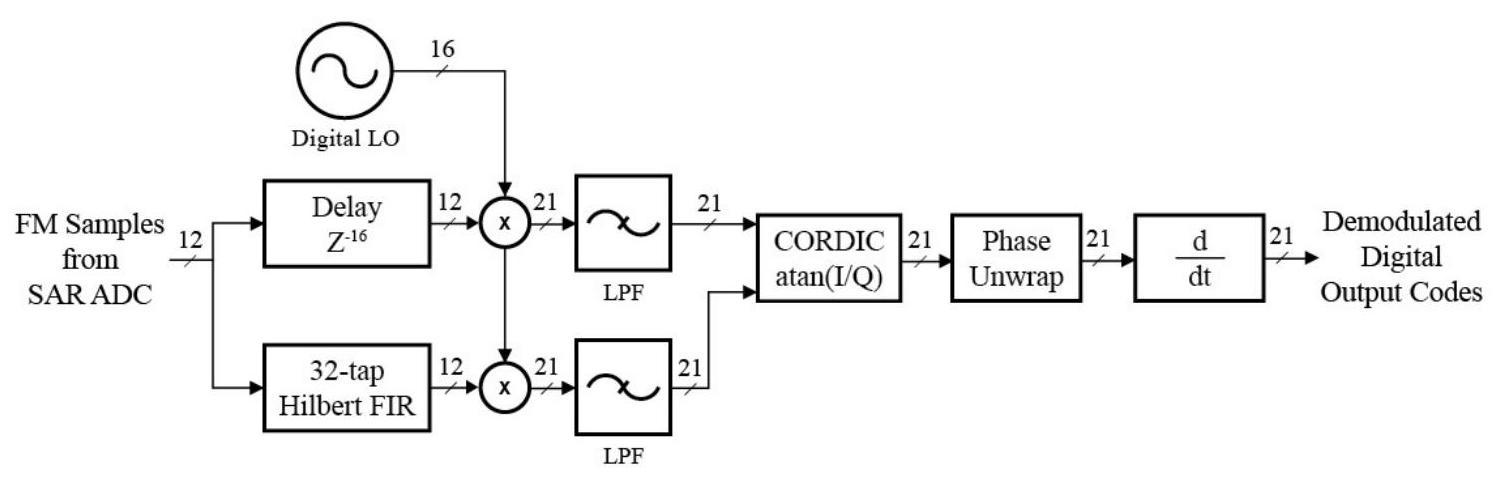 16
Digital LO
FM Samples
from
SAR ADC
12
Delay
Z-16
12
x
21
LPF
21
32-tap
Hilbert FIR
12
x
21
LPF
21
CORDIC
atan(I/Q)
21
Phase
Unwrap
21
d
dt
21
Demodulated
Digital
Output Codes